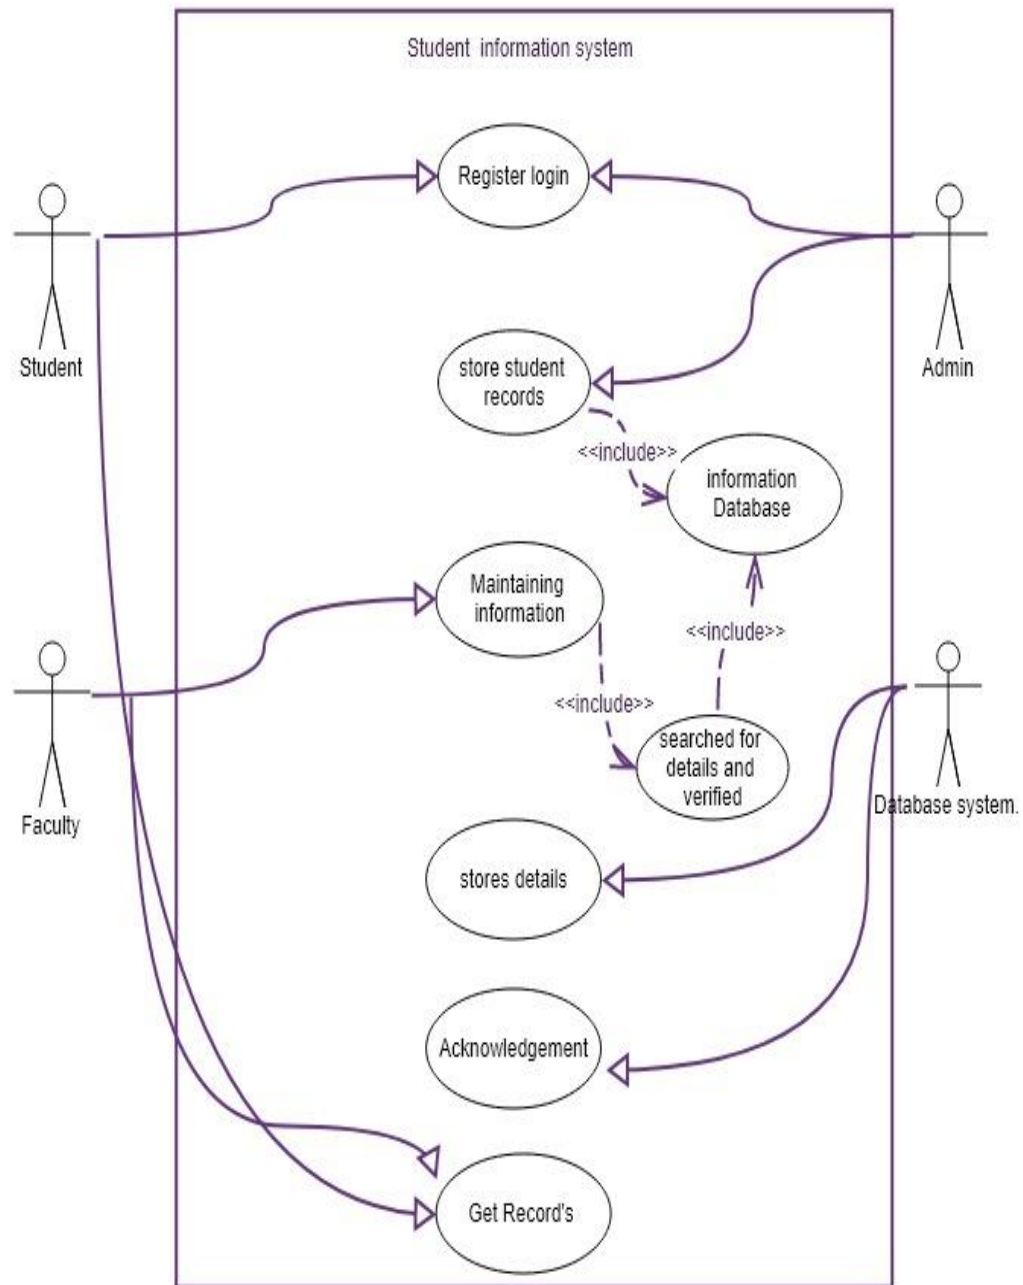 Student information system
Register login
Student
Admin
store student
records
<<include>>
information
Database
Maintaining
information
<<include>>
<<include>>
searched for
details and
verified
Faculty
Database system.
stores details
Acknowledgement
Get Record's